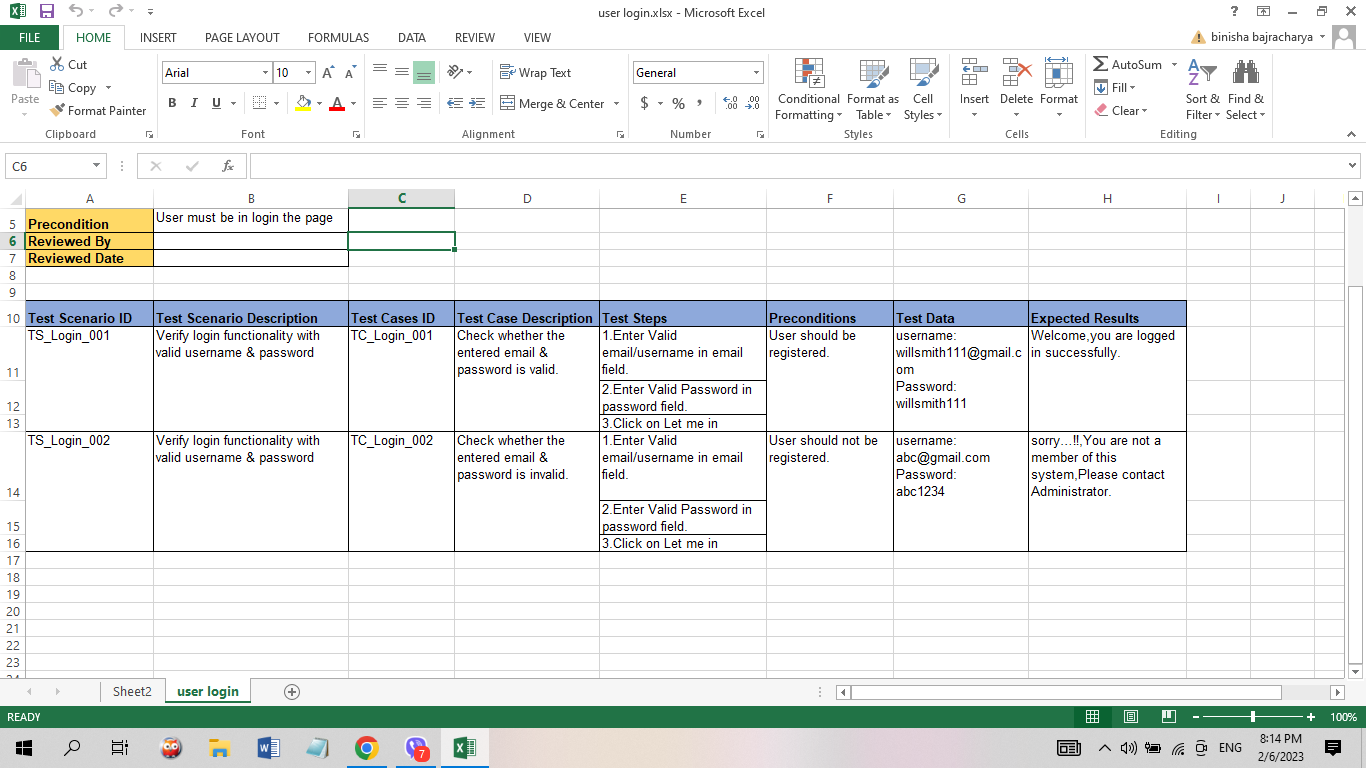 user login.xlsx - Microsoft Excel
?
FILE HOME INSERT PAGE LAYOUT FORMULAS DATA REVIEW VIEW
binisha bajracharya
Paste
Cut
Copy
Format Painter
Clipboard
Arial 10
A A
B I U A
Font
Wrap Text
Merge & Center
Alignment
General
$ % ,
Number
Conditional Formatting
Format as Table
Cell Styles
Styles
Insert Delete Format
Cells
AutoSum
Fill
Clear
Sort & Filter
Find & Select
Editing
C6
fx
A B C D E F G H I J
5 Precondition User must be in login the page
6 Reviewed By
7 Reviewed Date
8
9
10 Test Scenario ID Test Scenario Description Test Cases ID Test Case Description Test Steps Preconditions Test Data Expected Results
TS_Login_001
Verify login functionality with
valid username & password
TC_Login_001
Check whether the
entered email &
password is valid.
1.Enter Valid
email/username in email
field.
User should be
registered.
username:
willsmith111@gmail.c
om
Password:
willsmith111
Welcome,you are logged
in successfully.
11
2.Enter Valid Password in
password field.
12
3.Click on Let me in
13
TS_Login_002
Verify login functionality with
valid username & password
TC_Login_002
Check whether the
entered email &
password is invalid.
1.Enter Valid
email/username in email
field.
User should not be
registered.
username:
abc@gmail.com
Password:
abc1234
sorry...!!,You are not a
member of this
system,Please contact
Administrator.
14
2.Enter Valid Password in
password field.
15
3.Click on Let me in
16
17
18
19
20
21
22
23
Sheet2 user login
READY
100%
7
ENG
8:14 PM
2/6/2023